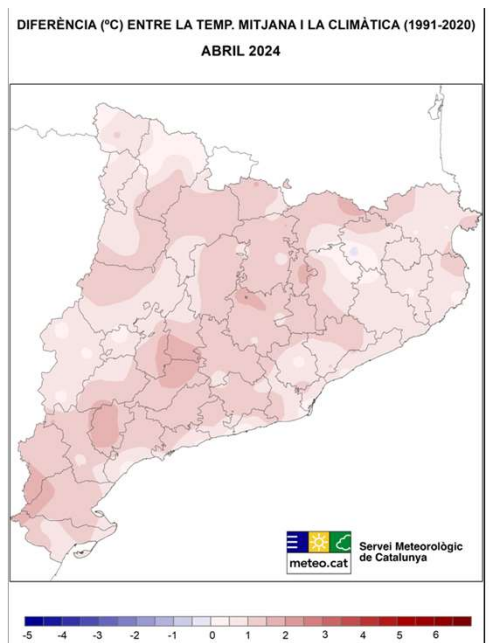 DIFERÈNCIA (ºC) ENTRE LA TEMP. MITJANA I LA CLIMÀTICA (1991-2020)
ABRIL 2024
meteo.cat
Servei Meteorològic
de Catalunya
-5 -4 -3 -2 -1 0 1 2 3 4 5 6